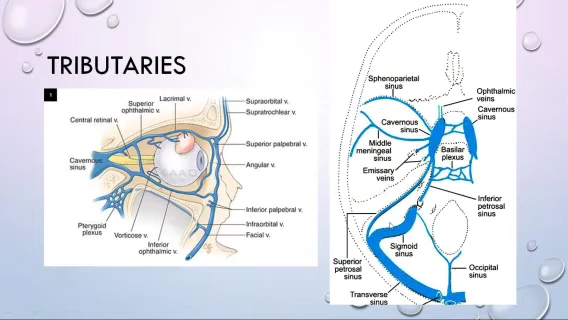 TRIBUTARIES
Lacrimal v.
Superior
ophthalmic v.
Central retinal v.
Cavernous
sinus
Pterygoid
plexus
Vorticose v.
Inferior
ophthalmic v.
Supraorbital v.
Supratrochlear v.
Superior palpebral v.
Angular v.
Inferior palpebral v.
Infraorbital v.
Facial v.
Sphenoparietal
sinus
Ophthalmic
veins
Cavernous
sinus
Cavernous
sinus
Middle
meningeal
sinus
Basilar
plexus
Emissary
veins
Inferior
petrosal
sinus
Sigmoid
sinus
Superior
petrosal
sinus
Occipital
sinus
Transverse
sinus